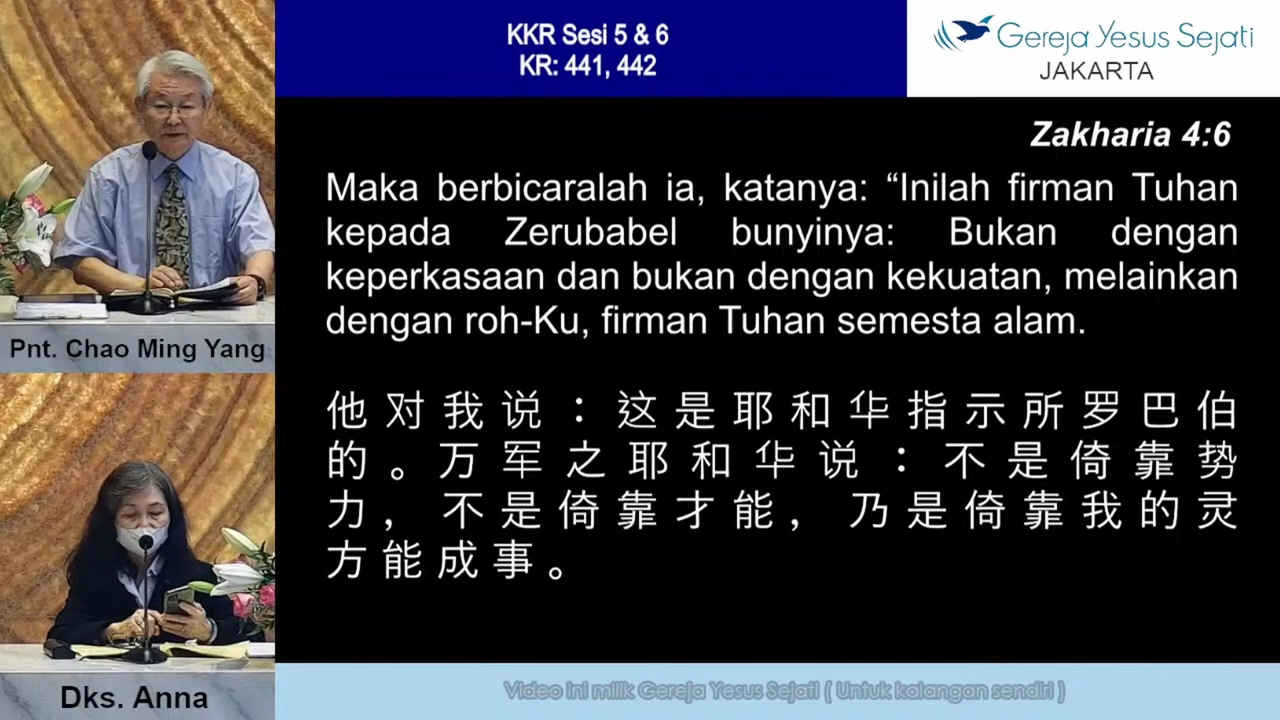 KKR Sesi 5 & 6
KR: 441, 442
Gereja Yesus Sejati
JAKARTA
Zakharia 4:6
Maka berbicaralah ia, katanya: “Inilah firman Tuhan
kepada Zerubabel bunyinya: Bukan dengan
keperkasaan dan bukan dengan kekuatan, melainkan
dengan roh-Ku, firman Tuhan semesta alam.
他对我说：这是耶和华指示所罗巴伯
的。万军之耶和华说：不是倚靠势
力，不是倚靠才能，乃是倚靠我的灵
方能成事。
Pnt. Chao Ming Yang
Dks. Anna
Video ini milik Gereja Yesus Sejati ( Untuk kalangan sendiri )